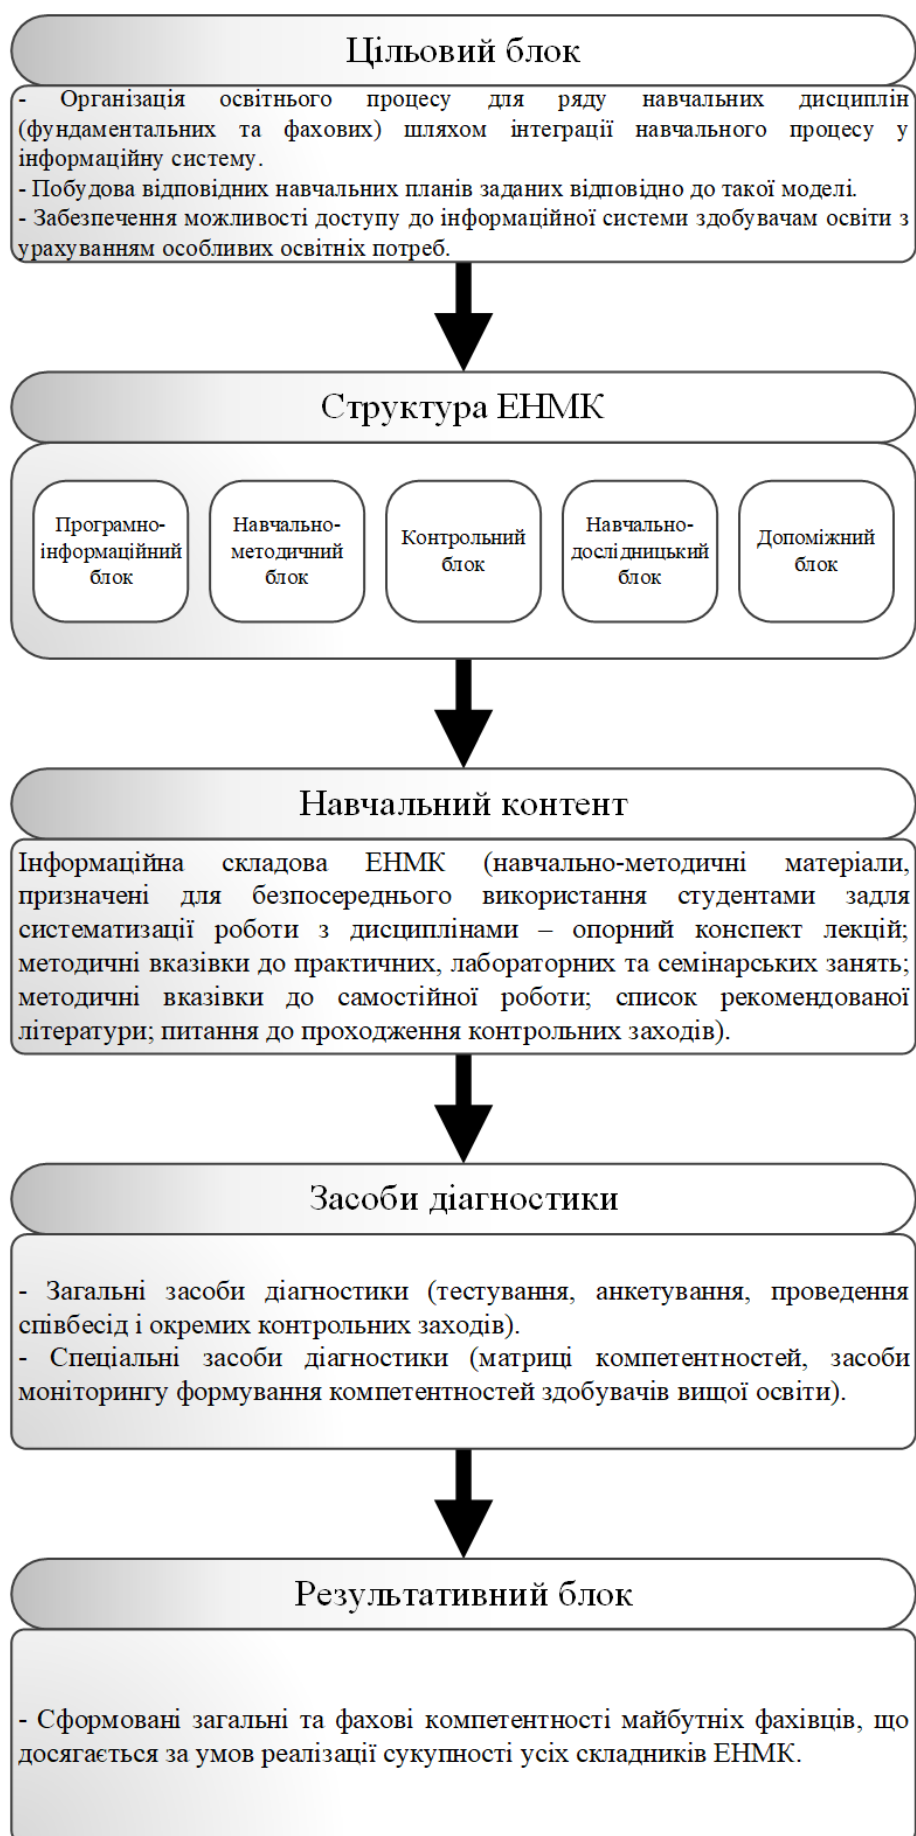 Цільовий блок
- Організація освітнього процесу для ряду навчальних дисциплін
(фундаментальних та фахових) шляхом інтеграції навчального процесу у
інформаційну систему.
- Побудова відповідних навчальних планів заданих відповідно до такої моделі.
- Забезпечення можливості доступу до інформаційної системи здобувачам освіти з
урахуванням особливих освітніх потреб.
Структура ЕНМК
Програмно-
інформаційний
блок
Навчально-
методичний
блок
Контрольний
блок
Навчально-
дослідницький
блок
Допоміжний
блок
Навчальний контент
Інформаційна складова ЕНМК (навчально-методичні матеріали,
призначені для безпосереднього використання студентами задля
систематизації роботи з дисциплінами – опорний конспект лекцій;
методичні вказівки до практичних, лабораторних та семінарських занять;
методичні вказівки до самостійної роботи; список рекомендованої
літератури; питання до проходження контрольних заходів).
Засоби діагностики
- Загальні засоби діагностики (тестування, анкетування, проведення
співбесід і окремих контрольних заходів).
- Спеціальні засоби діагностики (матриці компетентностей, засоби
моніторингу формування компетентностей здобувачів вищої освіти).
Результативний блок
- Сформовані загальні та фахові компетентності майбутніх фахівців, що
досягається за умов реалізації сукупності усіх складників ЕНМК.